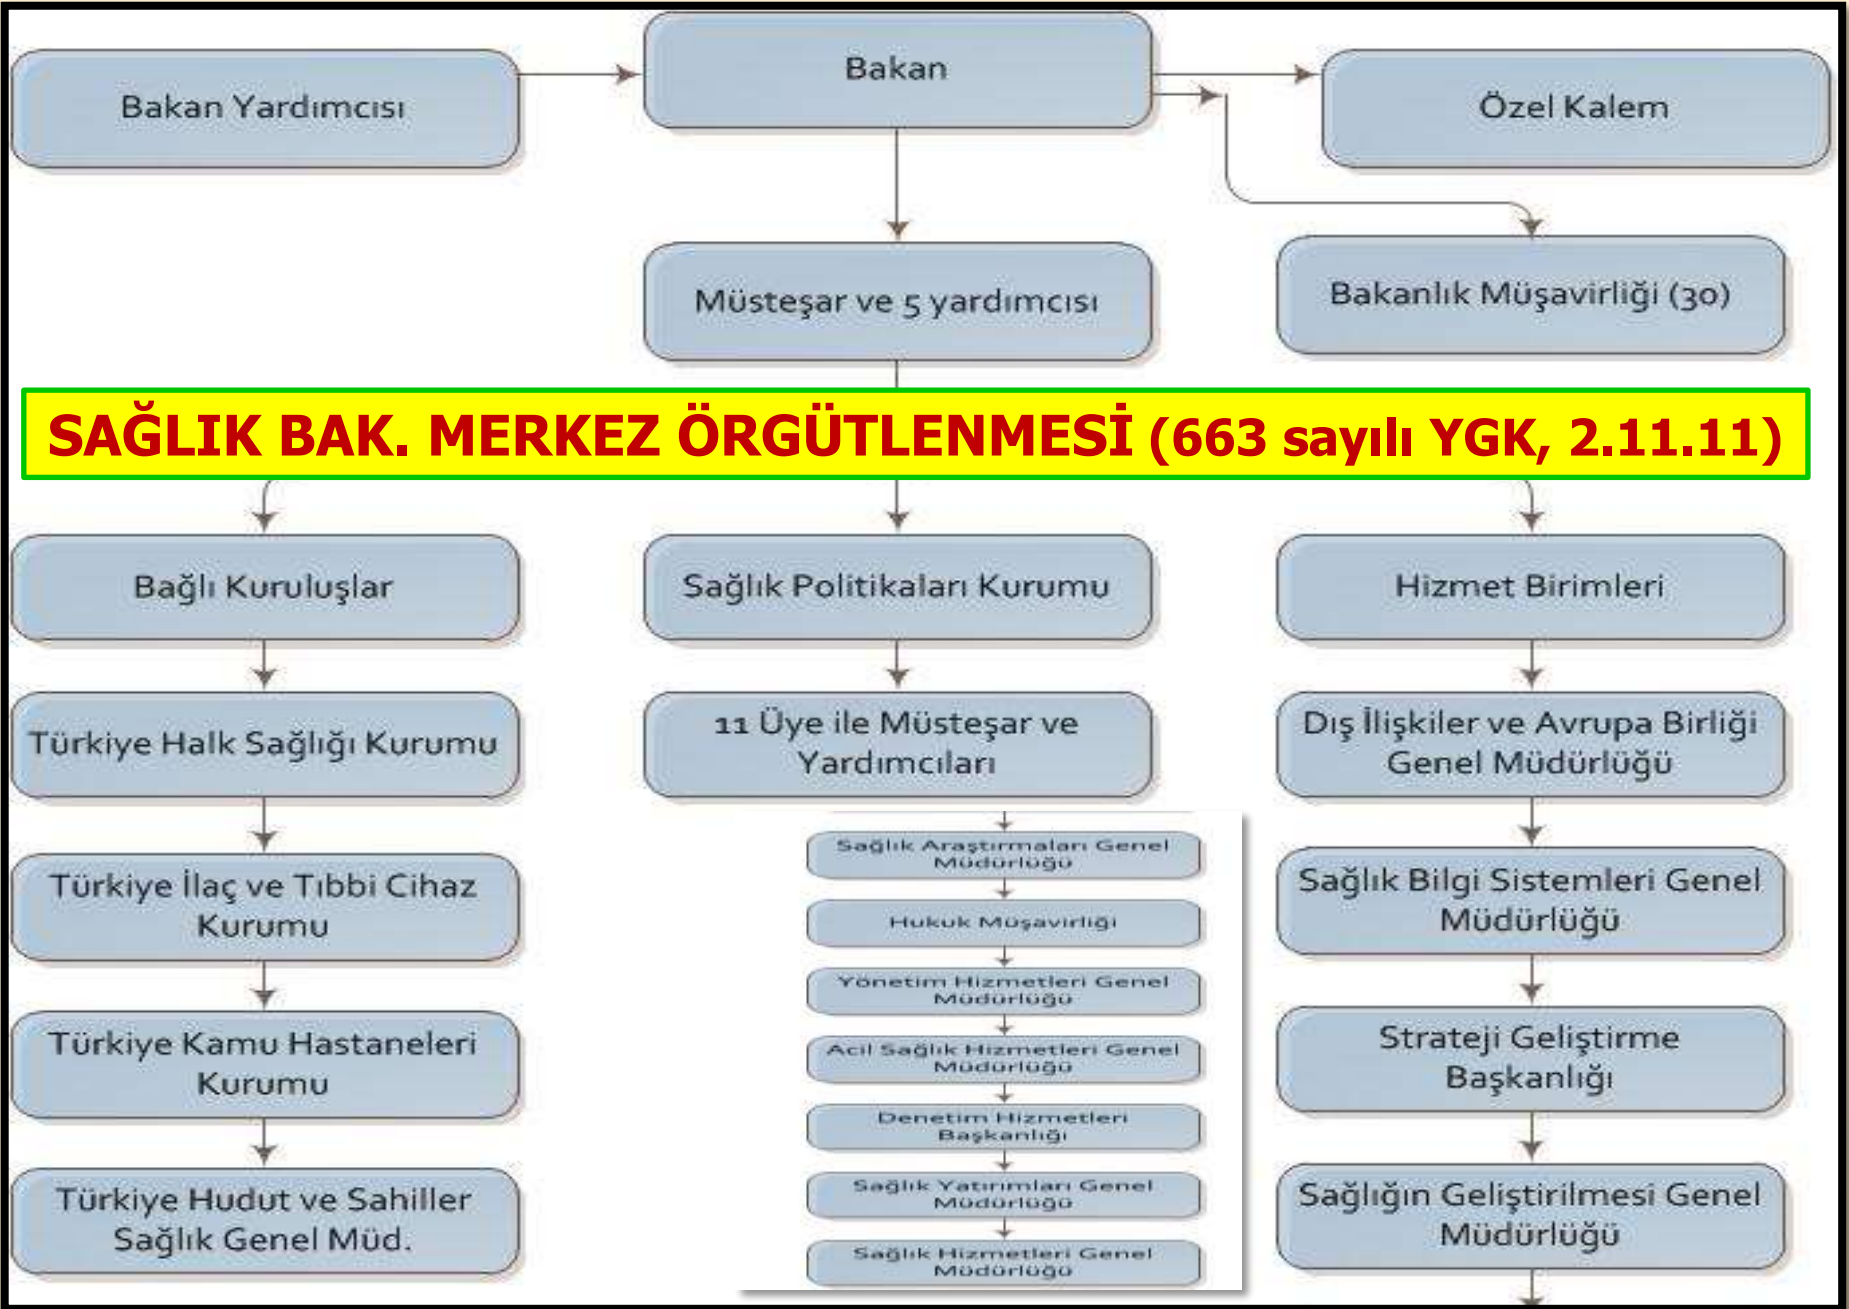 Bakan Yardımcısı
Bakan
Özel Kalem
Müsteşar ve 5 yardımcısı
Bakanlık Müşavirliği (30)
SAĞLIK BAK. MERKEZ ÖRGÜTLENMESİ (663 sayılı YGK, 2.11.11)
Bağlı Kuruluşlar
Türkiye Halk Sağlığı Kurumu
Türkiye İlaç ve Tıbbi Cihaz
Kurumu
Türkiye Kamu Hastaneleri
Kurumu
Türkiye Hudut ve Sahiller
Sağlık Genel Müd.
Sağlık Politikaları Kurumu
11 Üye ile Müsteşar ve
Yardımcıları
Sağlık Araştırmaları Genel
Müdürlüğü
Hukuk Müşavirliği
Yönetim Hizmetleri Genel
Müdürlüğü
Acil Sağlık Hizmetleri Genel
Müdürlüğü
Denetim Hizmetleri
Başkanlığı
Sağlık Yatırımları Genel
Müdürlüğü
Sağlık Hizmetleri Genel
Müdürlüğü
Hizmet Birimleri
Dış İlişkiler ve Avrupa Birliği
Genel Müdürlüğü
Sağlık Bilgi Sistemleri Genel
Müdürlüğü
Strateji Geliştirme
Başkanlığı
Sağlığın Geliştirilmesi Genel
Müdürlüğü